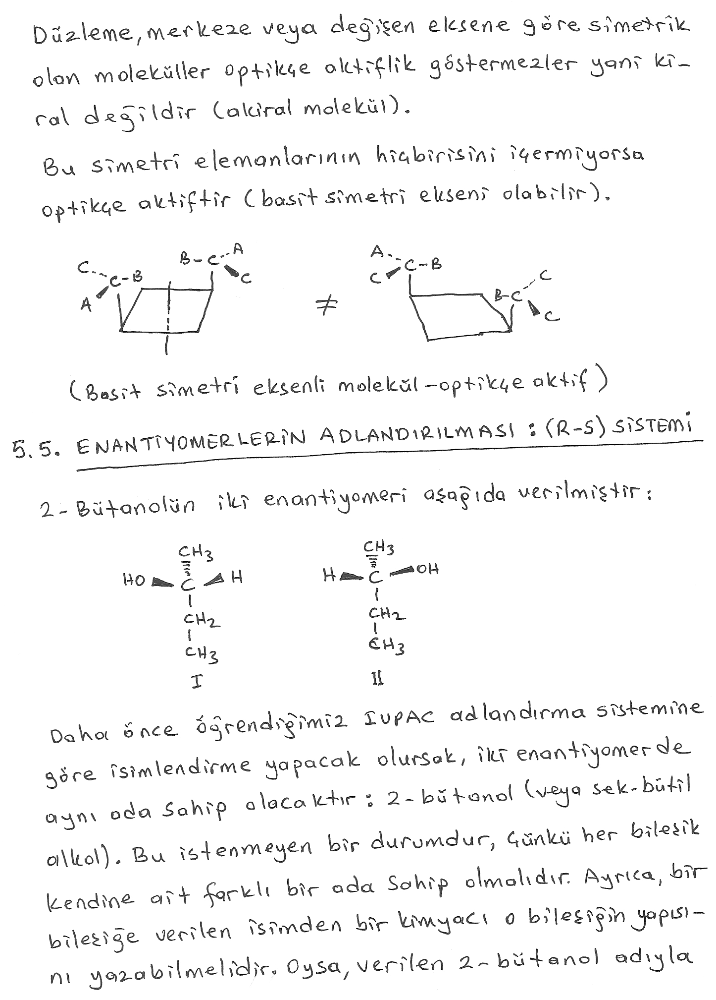 Düzleme, merkeze veya değişen eksene göre simetrik
olan moleküller optikçe aktiflik göstermezler yani ki-
ral değildir (akiral molekül).
Bu simetri elemanlarının hiçbirisini içermiyorsa
optikçe aktiftir (basit simetri ekseni olabilir).
C C-B A B-C A C ≠ A C-B C B-C C C
(Basit simetri eksenli molekül-optikçe aktif)
5.5. ENANTİYOMERLERİN ADLANDIRILMASI : (R-S) SİSTEMİ
2-Bütanolün iki enantiyomeri aşağıda verilmiştir:
CH3 CH3
HO C H H C OH
CH2 CH2
CH3 CH3
I II
Daha önce öğrendiğimiz IUPAC adlandırma sistemine
göre isimlendirme yapacak olursak, iki enantiyomer de
aynı ada sahip olacaktır : 2-bütanol (veya sek-bütil
alkol). Bu istenmeyen bir durumdur, çünkü her bileşik
kendine ait farklı bir ada sahip olmalıdır. Ayrıca, bir
bileşiğe verilen isimden bir kimyacı o bileşiğin yapısı-
nı yazabilmelidir. Oysa, verilen 2-bütanol adıyla